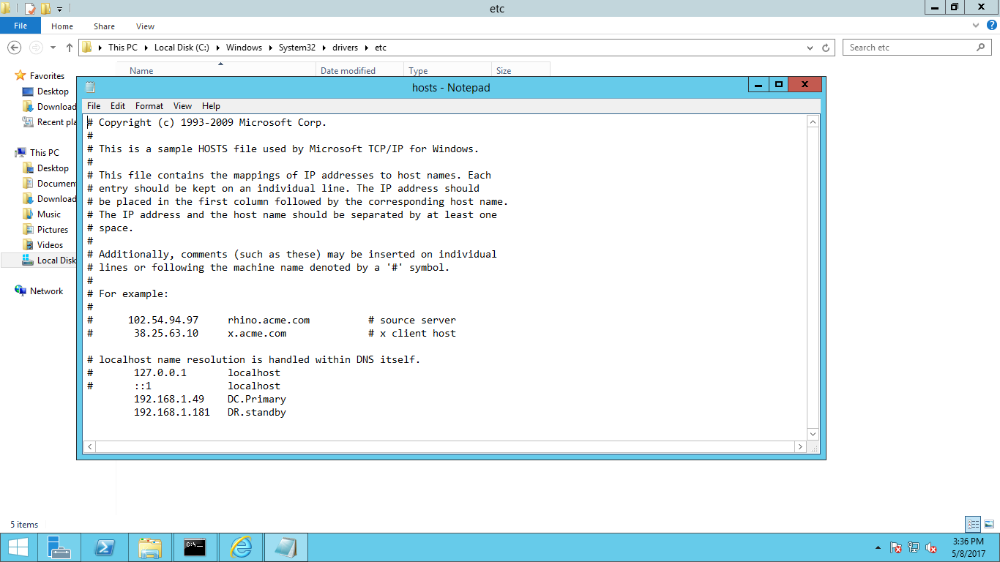 etc
File Home Share View
This PC Local Disk (C:) Windows System32 drivers etc
Search etc
Name Date modified Type Size
Favorites
Desktop
Download
Recent pla
This PC
Desktop
Documen
Download
Music
Pictures
Videos
Local Disk
Network
hosts - Notepad
File Edit Format View Help
# Copyright (c) 1993-2009 Microsoft Corp.
#
# This is a sample HOSTS file used by Microsoft TCP/IP for Windows.
#
# This file contains the mappings of IP addresses to host names. Each
# entry should be kept on an individual line. The IP address should
# be placed in the first column followed by the corresponding host name.
# The IP address and the host name should be separated by at least one
# space.
#
# Additionally, comments (such as these) may be inserted on individual
# lines or following the machine name denoted by a '#' symbol.
#
# For example:
#
#      102.54.94.97     rhino.acme.com          # source server
#       38.25.63.10     x.acme.com              # x client host
# localhost name resolution is handled within DNS itself.
#       127.0.0.1       localhost
#       ::1             localhost
        192.168.1.49    DC.Primary
        192.168.1.181   DR.standby
5 items
C:\
3:36 PM
5/8/2017